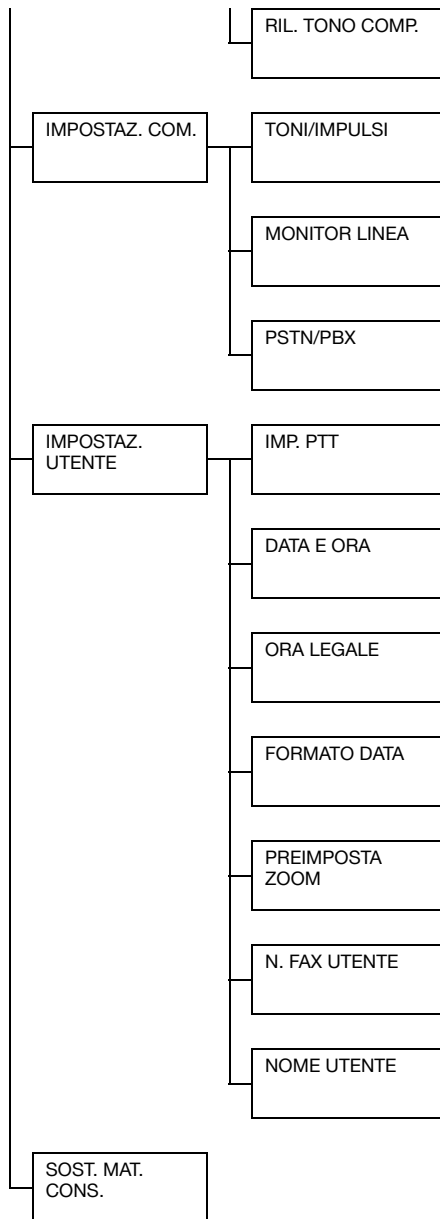 RIL. TONO COMP.
IMPOSTAZ. COM.
TONI/IMPULSI
MONITOR LINEA
PSTN/PBX
IMPOSTAZ.
UTENTE
IMP. PTT
DATA E ORA
ORA LEGALE
FORMATO DATA
PREIMPOSTA
ZOOM
N. FAX UTENTE
NOME UTENTE
SOST. MAT.
CONS.